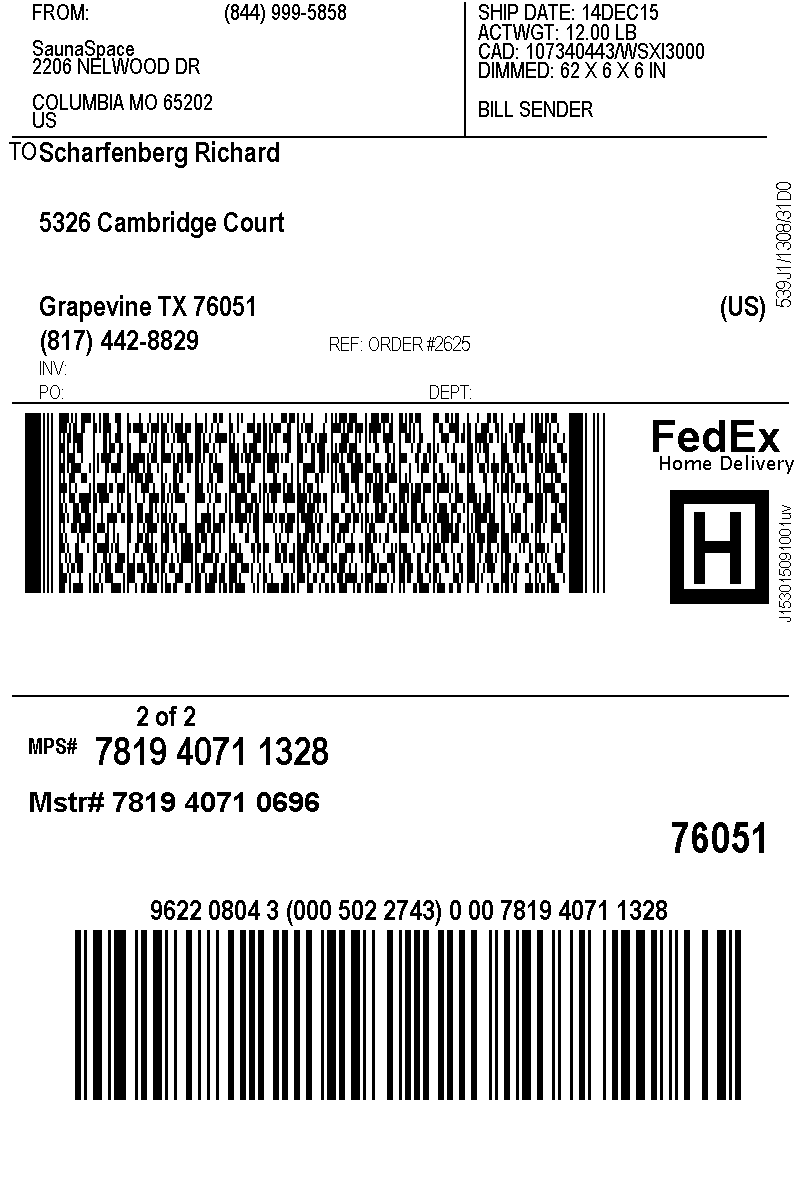 FROM: (844) 999-5858
SaunaSpace
2206 NELWOOD DR
COLUMBIA MO 65202
US
SHIP DATE: 14DEC15
ACTWGT: 12.00 LB
CAD: 107340443/WSXI3000
DIMMED: 62 X 6 X 6 IN
BILL SENDER
TO Scharfenberg Richard
5326 Cambridge Court
Grapevine TX 76051 (US)
(817) 442-8829 REF: ORDER #2625
INV:
PO: DEPT:
539J1/1308/31D0
FedEx
Home Delivery
H
J153015091001uv
2 of 2
MPS# 7819 4071 1328
Mstr# 7819 4071 0696
76051
9622 0804 3 (000 502 2743) 0 00 7819 4071 1328